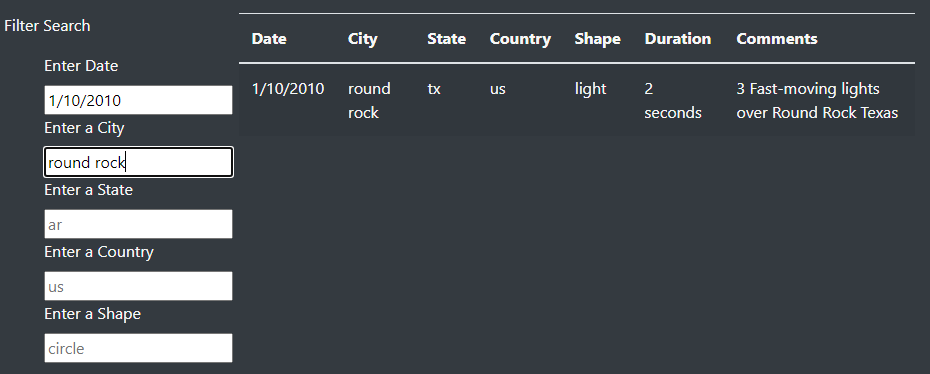 Filter Search
Enter Date
1/10/2010
Enter a City
round rock
Enter a State
ar
Enter a Country
us
Enter a Shape
circle
Date City State Country Shape Duration Comments
1/10/2010 round tx us light 2 3 Fast-moving lights
rock seconds over Round Rock Texas